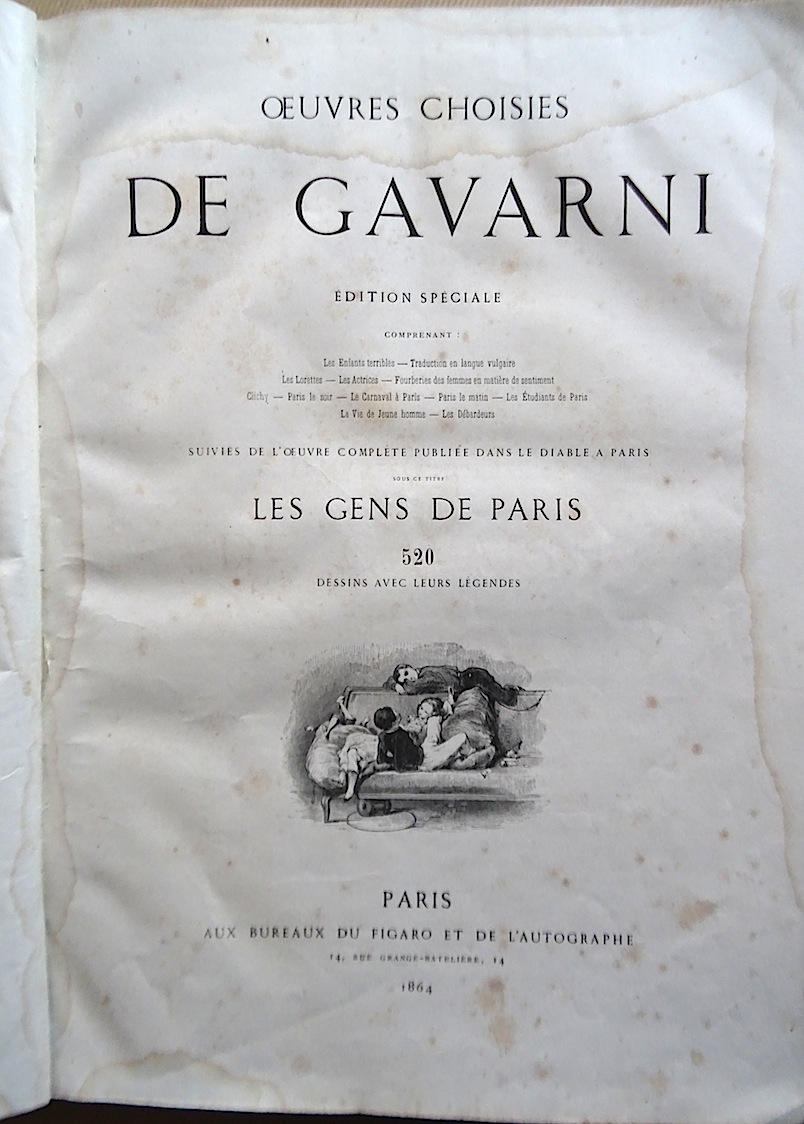 ŒUVRES CHOISIES
DE GAVARNI
ÉDITION SPÉCIALE
COMPRENANT :
Les Enfants terribles — Traduction en langue vulgaire
Les Lorettes — Les Actrices — Fourberies des femmes en matière de sentiment
Clichy — Paris le soir — Le Carnaval à Paris — Paris le matin — Les Étudiants de Paris
La Vie de Jeune homme — Les Débardeurs
SUIVIES DE L'ŒUVRE COMPLÈTE PUBLIÉE DANS LE DIABLE A PARIS
SOUS CE TITRE
LES GENS DE PARIS
520
DESSINS AVEC LEURS LÉGENDES
PARIS
AUX BUREAUX DU FIGARO ET DE L'AUTOGRAPHE
14, RUE GRANGE-BATELIÈRE, 14
1864